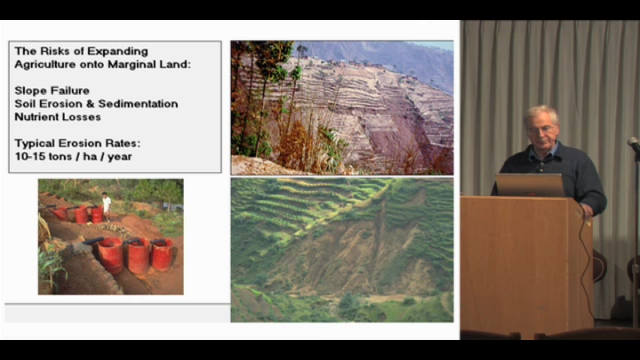 The Risks of Expanding
Agriculture onto Marginal Land:
Slope Failure
Soil Erosion & Sedimentation
Nutrient Losses
Typical Erosion Rates:
10-15 tons / ha / year